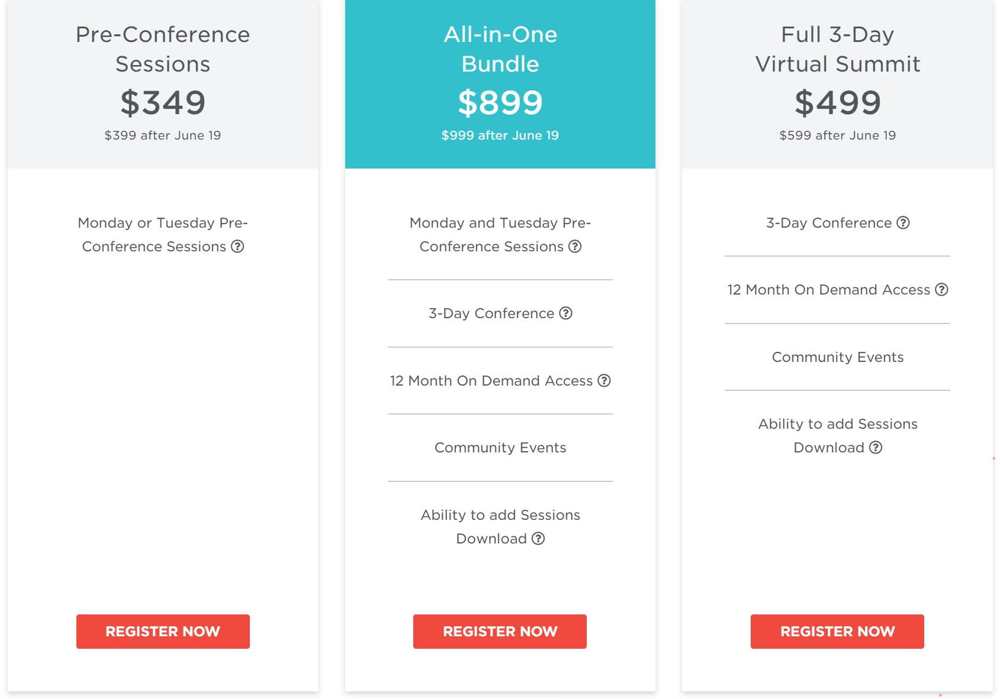 Pre-Conference
Sessions
$349
$399 after June 19
Monday or Tuesday Pre-
Conference Sessions ?
REGISTER NOW
All-in-One
Bundle
$899
$999 after June 19
Monday and Tuesday Pre-
Conference Sessions ?
3-Day Conference ?
12 Month On Demand Access ?
Community Events
Ability to add Sessions
Download ?
REGISTER NOW
Full 3-Day
Virtual Summit
$499
$599 after June 19
3-Day Conference ?
12 Month On Demand Access ?
Community Events
Ability to add Sessions
Download ?
REGISTER NOW